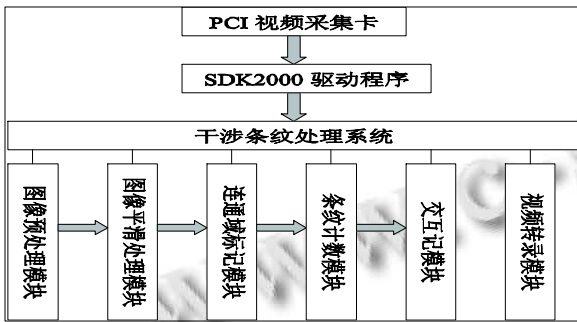 PCI 视频采集卡
SDK2000 驱动程序
干涉条纹处理系统
图像预处理模块
图像平滑处理模块
连通域标记模块
条纹计数模块
交互记模块
视频转录模块